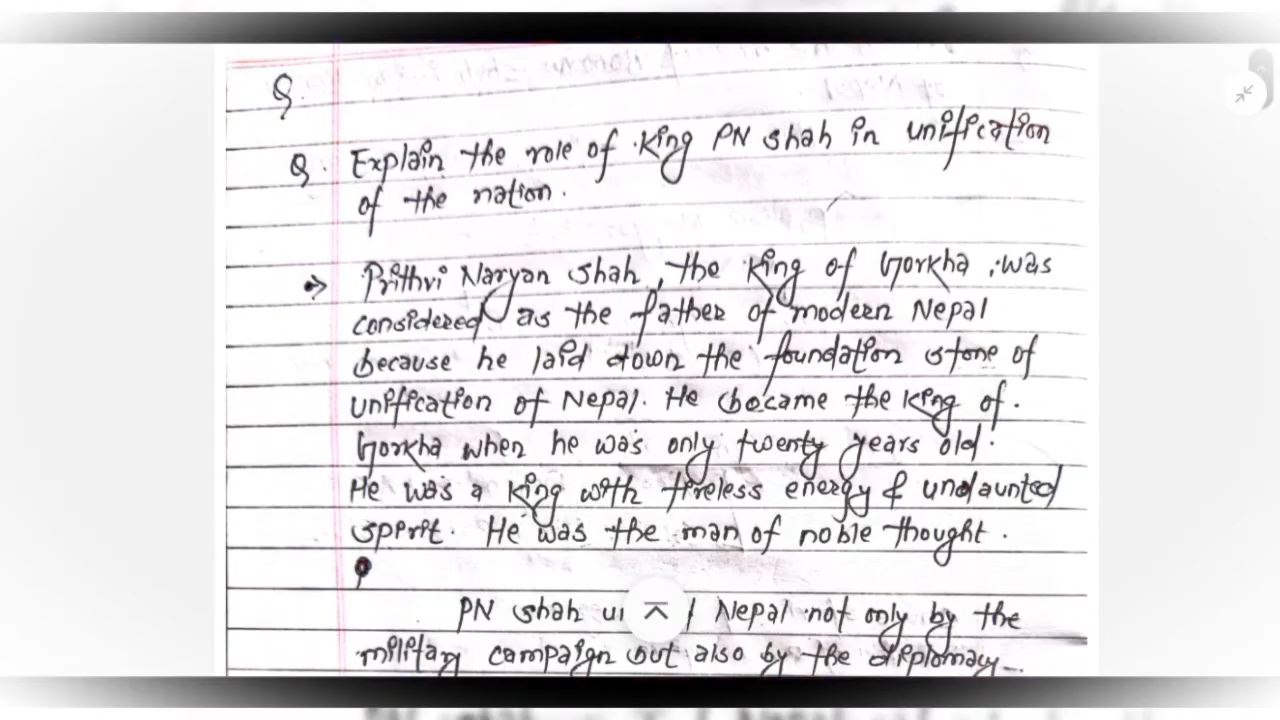 Q.
Q. Explain the role of King PN Shah in unification
of the nation.
→ Prithvi Naryan Shah, the King of Gorkha, was
considered as the father of modern Nepal
because he laid down the foundation stone of
unification of Nepal. He became the King of.
Gorkha when he was only twenty years old.
He was a King with tireless energy & undaunted
spirit. He was the man of noble thought.
PN Shah Nepal not only by the
military campaign but also by the diplomacy